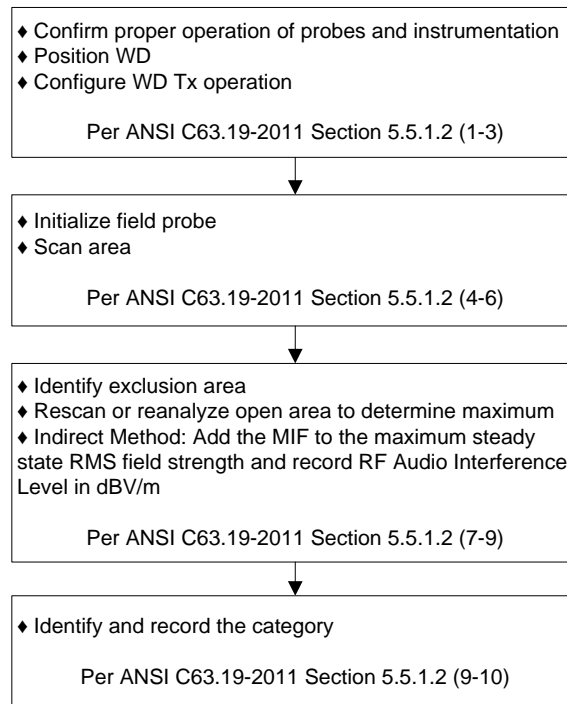 ♦ Confirm proper operation of probes and instrumentation
♦ Position WD
♦ Configure WD Tx operation
Per ANSI C63.19-2011 Section 5.5.1.2 (1-3)
♦ Initialize field probe
♦ Scan area
Per ANSI C63.19-2011 Section 5.5.1.2 (4-6)
♦ Identify exclusion area
♦ Rescan or reanalyze open area to determine maximum
♦ Indirect Method: Add the MIF to the maximum steady
state RMS field strength and record RF Audio Interference
Level in dBV/m
Per ANSI C63.19-2011 Section 5.5.1.2 (7-9)
♦ Identify and record the category
Per ANSI C63.19-2011 Section 5.5.1.2 (9-10)